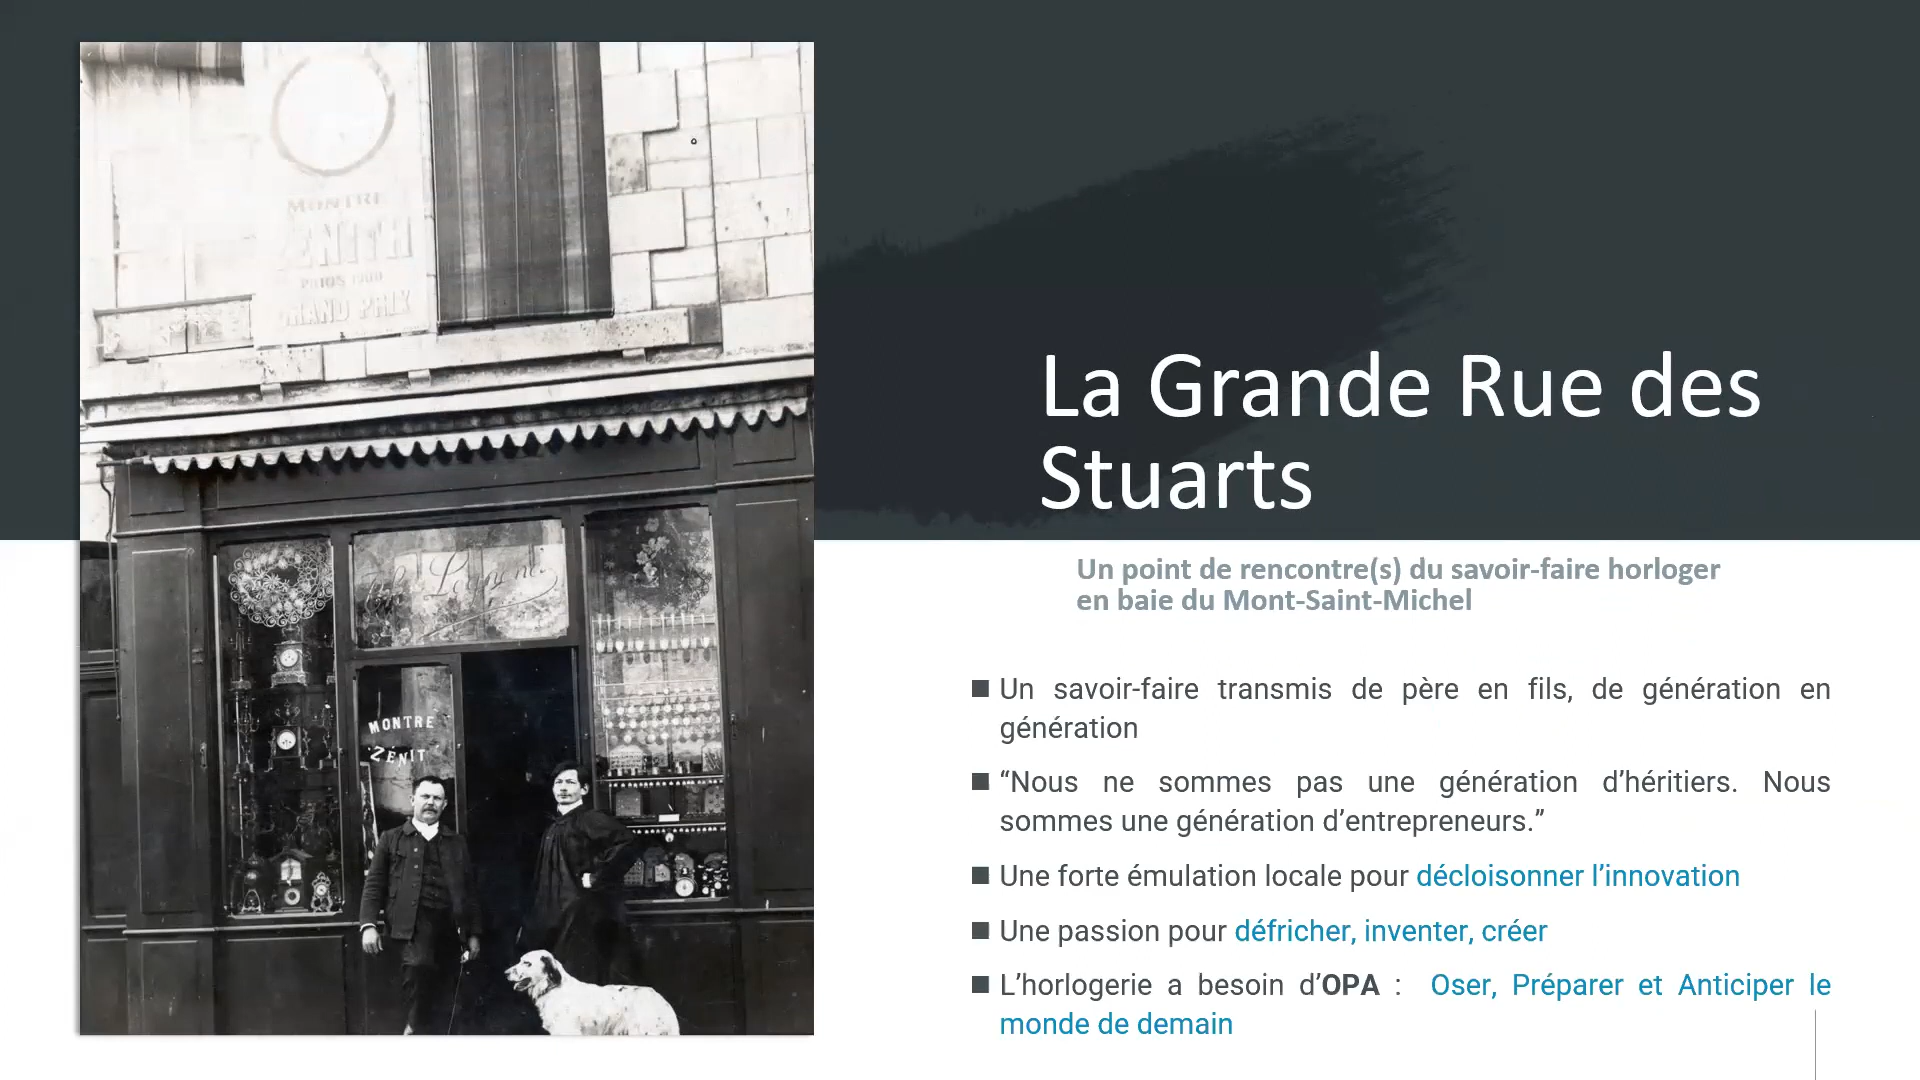 MONTRE
ZENITH
PARIS 1900
GRAND PRIX
MONTRE
ZENIT
La Grande Rue des
Stuarts
Un point de rencontre(s) du savoir-faire horloger
en baie du Mont-Saint-Michel
Un savoir-faire transmis de père en fils, de génération en
génération
“Nous ne sommes pas une génération d’héritiers. Nous
sommes une génération d’entrepreneurs.”
Une forte émulation locale pour décloisonner l’innovation
Une passion pour défricher, inventer, créer
L’horlogerie a besoin d’OPA : Oser, Préparer et Anticiper le
monde de demain